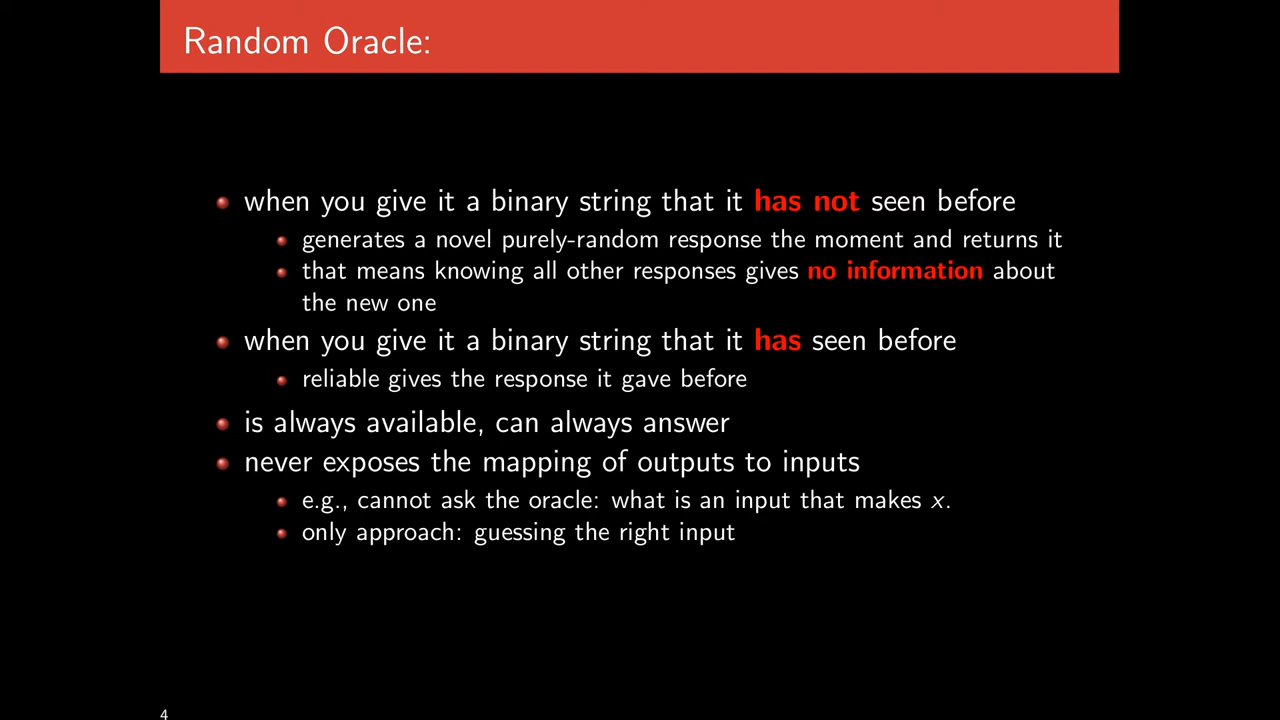 Random Oracle:
when you give it a binary string that it has not seen before
generates a novel purely-random response the moment and returns it
that means knowing all other responses gives no information about
the new one
when you give it a binary string that it has seen before
reliable gives the response it gave before
is always available, can always answer
never exposes the mapping of outputs to inputs
e.g., cannot ask the oracle: what is an input that makes x.
only approach: guessing the right input
4